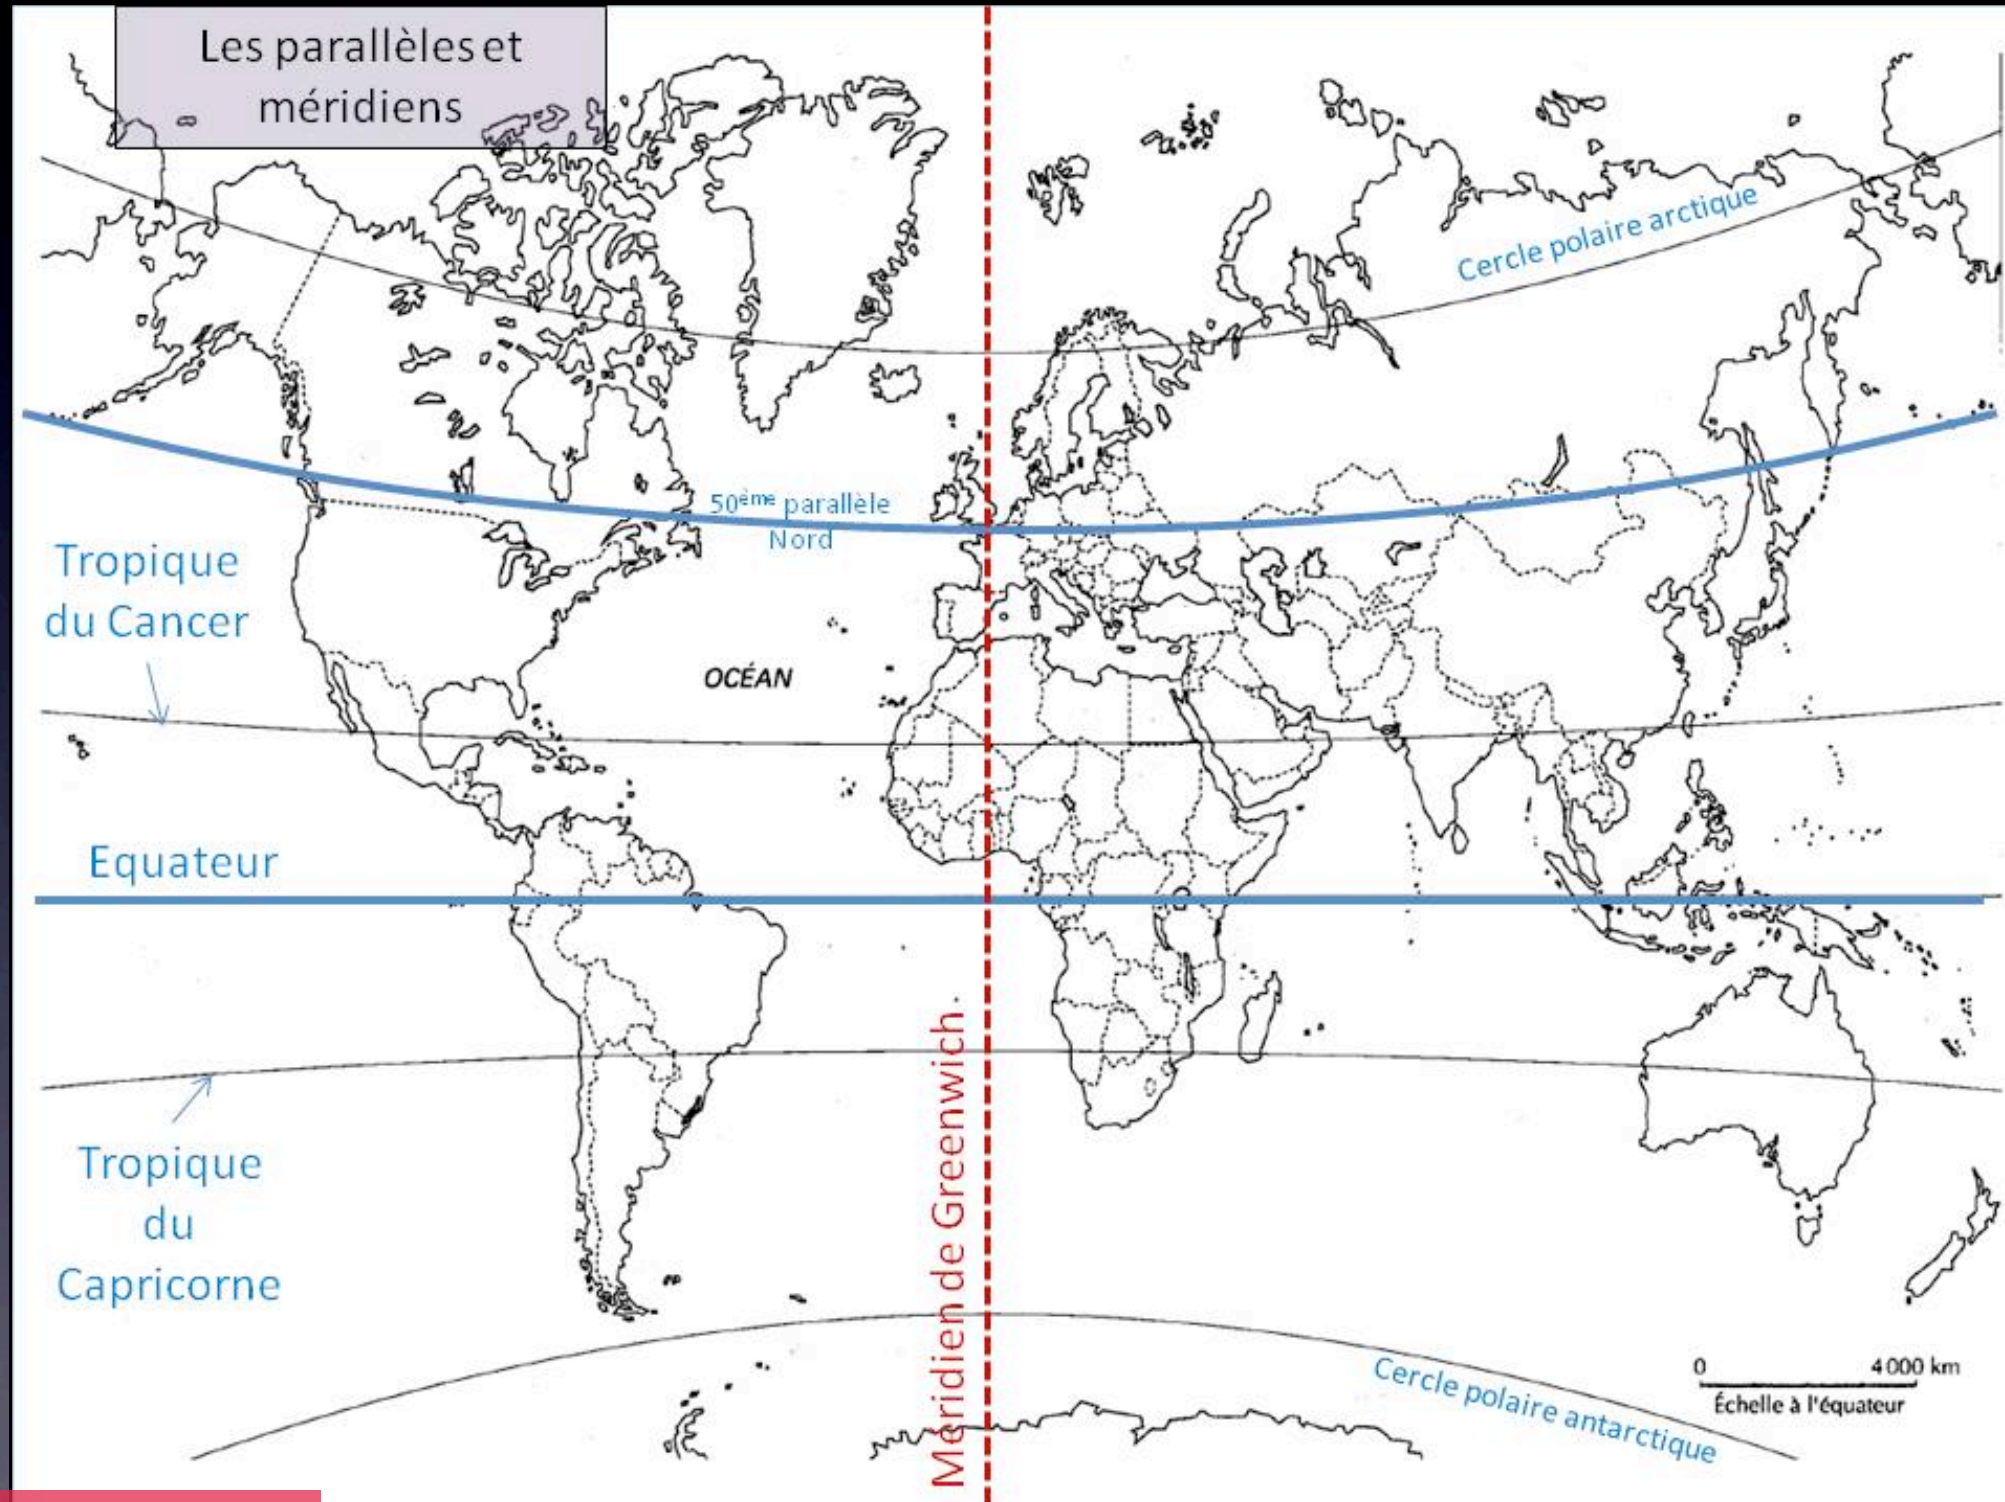 Les parallèles et
méridiens
Cercle polaire arctique
50ème parallèle
Nord
Tropique
du Cancer
OCÉAN
Equateur
Méridien de Greenwich
Tropique
du
Capricorne
Cercle polaire antarctique
0 4 000 km
Échelle à l'équateur